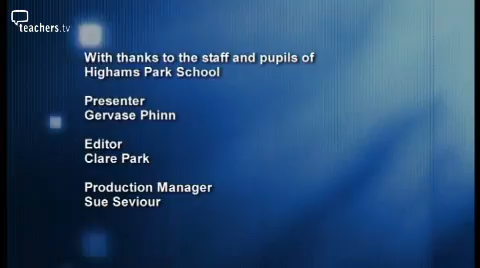 teachers.tv
With thanks to the staff and pupils of
Highams Park School
Presenter
Gervase Phinn
Editor
Clare Park
Production Manager
Sue Seviour